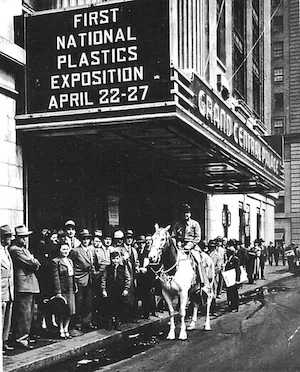 FIRST
NATIONAL
PLASTICS
EXPOSITION
APRIL 22-27
GRAND CENTRAL PALACE